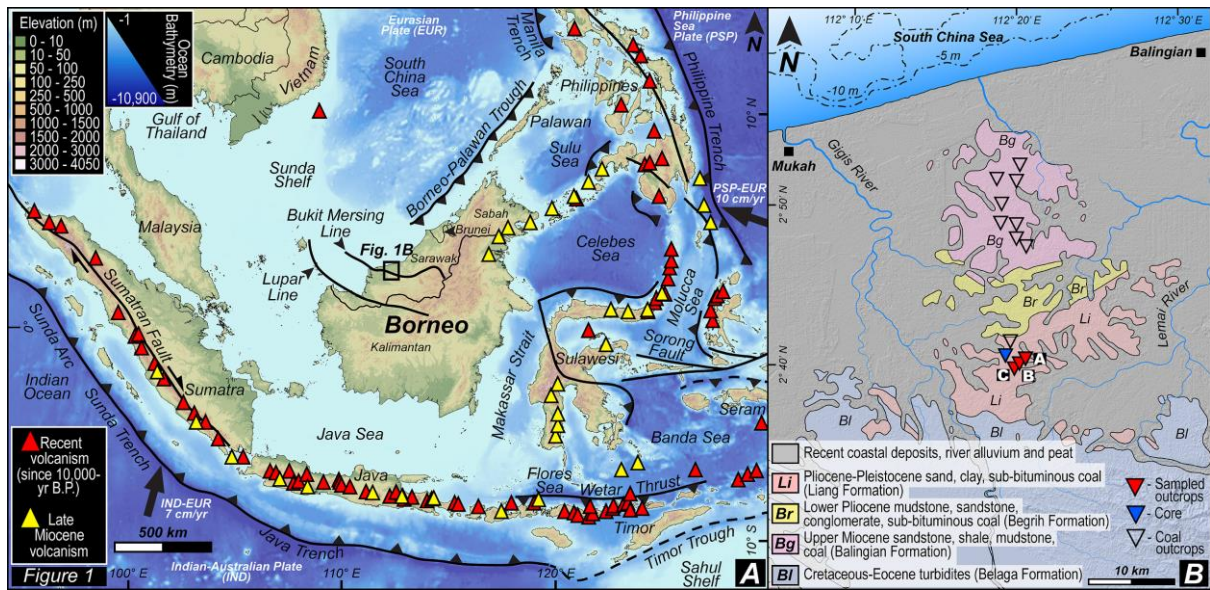 Elevation (m)
0 - 10
10 - 50
50 - 100
100 - 250
250 - 500
500 - 1000
1000 - 1500
1500 - 2000
2000 - 3000
3000 - 4050
-1
Ocean
Bathymetry (m)
-10,900
Eurasian
Plate (EUR)
Manila
Trench
Philippine
Sea
Plate (PSP)
N
Cambodia
Vietnam
South
China
Sea
Philippines
Philippine Trench
10° N
Gulf of
Thailand
Palawan
Borneo-Palawan Trough
Sulu
Sea
Sunda
Shelf
PSP-EUR
10 cm/yr
Malaysia
Bukit Mersing
Line
Sabah
Brunei
Fig. 1B
Sarawak
Celebes
Sea
Lupar
Line
Molucca
Sea
Sumatran Fault
Borneo
Kalimantan
Sunda Arc
0°
Makassar Strait
Sulawesi
Sorong
Fault
Indian
Ocean
Sumatra
Seram
Sunda Trench
Java Sea
Banda Sea
Recent
volcanism
(since 10,000-
yr B.P.)
Late
Miocene
volcanism
Java
Flores
Sea
Wetar Thrust
IND-EUR
7 cm/yr
Timor
500 km
Java Trench
Timor Trough
10° S
Figure 1
100° E
110° E
Indian-Australian Plate
(IND)
120° E
Sahul
Shelf
A
112° 10' E
112° 20' E
112° 30' E
N
South China Sea
-5 m
-10 m
Balingian
Mukah
Gigis River
Bg
2° 50' N
Bg
Br
Br
Li
Lemai River
2° 40' N
A
C
B
Li
Bl
Bl
Bl
Recent coastal deposits, river alluvium and peat
Li Pliocene-Pleistocene sand, clay, sub-bituminous coal
(Liang Formation)
Br Lower Pliocene mudstone, sandstone,
conglomerate, sub-bituminous coal (Begrih Formation)
Bg Upper Miocene sandstone, shale, mudstone,
coal (Balingian Formation)
Bl Cretaceous-Eocene turbidites (Belaga Formation)
- Sampled
outcrops
- Core
- Coal
outcrops
10 km
B